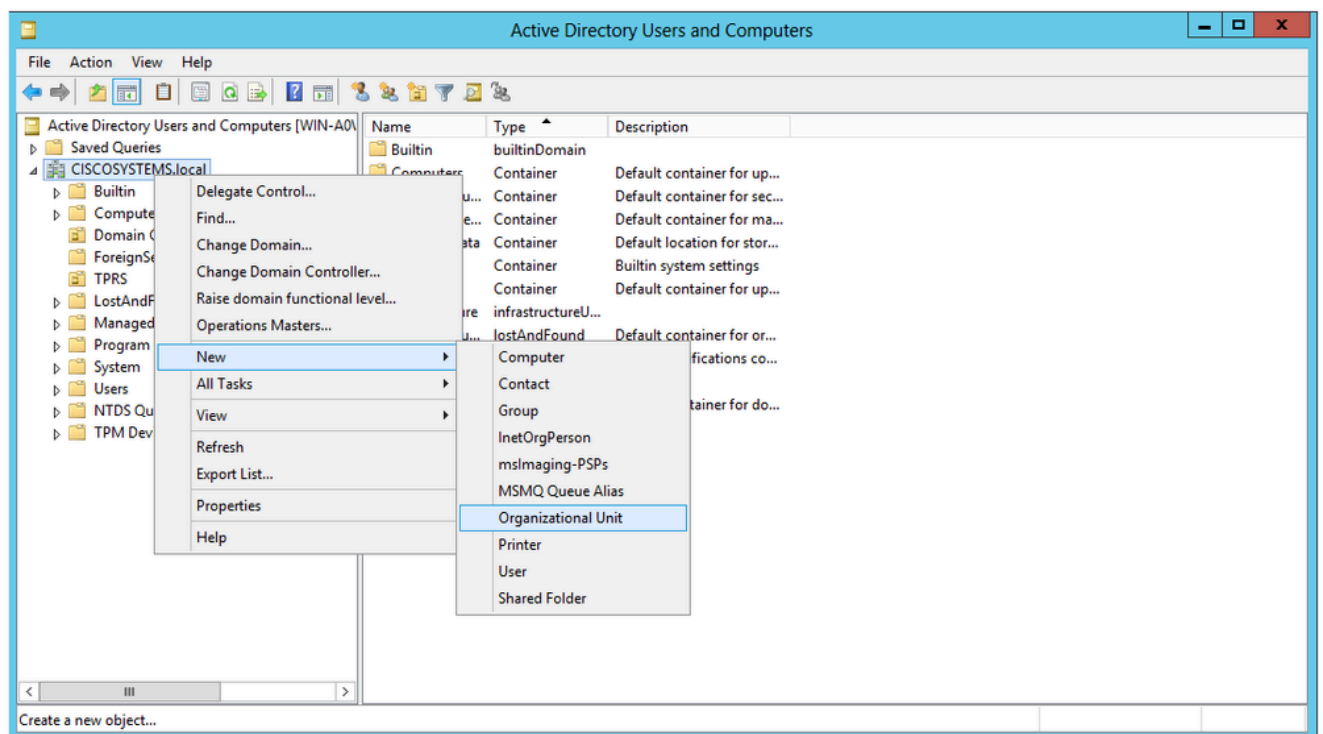 Active Directory Users and Computers
File Action View Help
Active Directory Users and Computers [WIN-A0\
Saved Queries
CISCOSYSTEMS.local
Builtin
Compute
Domain C
ForeignSe
TPRS
LostAndF
Managed
Program
System
Users
NTDS Qu
TPM Dev
Name Type Description
Builtin builtinDomain
Computers Container Default container for up...
u... Container Default container for sec...
e... Container Default container for ma...
ata Container Default location for stor...
Container Builtin system settings
Container Default container for up...
ure infrastructureU...
u... lostAndFound Default container for or...
fications co...
tainer for do...
Delegate Control...
Find...
Change Domain...
Change Domain Controller...
Raise domain functional level...
Operations Masters...
New
All Tasks
View
Refresh
Export List...
Properties
Help
Computer
Contact
Group
InetOrgPerson
msImaging-PSPs
MSMQ Queue Alias
Organizational Unit
Printer
User
Shared Folder
Create a new object...